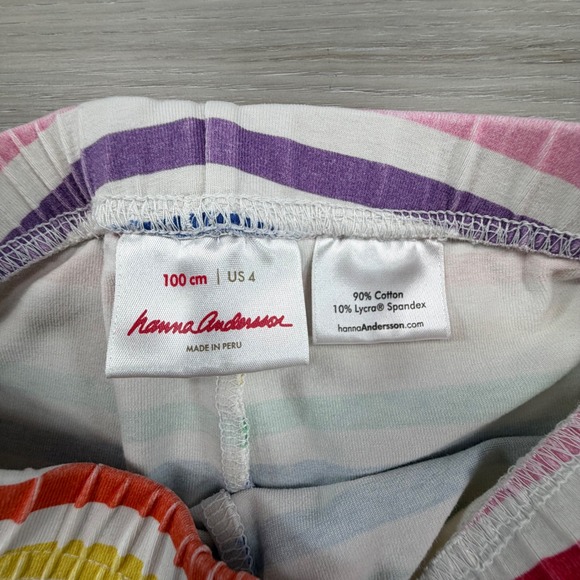 100 cm | US 4
hanna Andersson
MADE IN PERU
90% Cotton
10% Lycra® Spandex
hannaAndersson.com